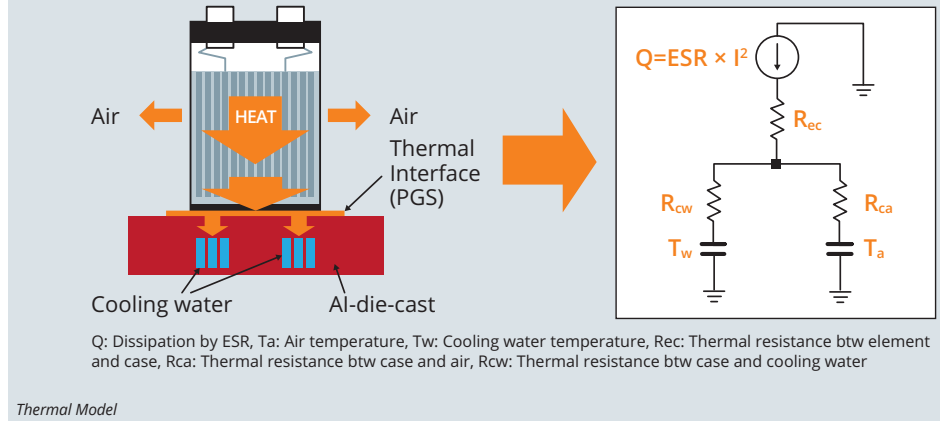 Air
HEAT
Air
Thermal
Interface
(PGS)
Cooling water
Al-die-cast
Q=ESR × I²
Rec
Rcw
Rca
Tw
Ta
Q: Dissipation by ESR, Ta: Air temperature, Tw: Cooling water temperature, Rec: Thermal resistance btw element
and case, Rca: Thermal resistance btw case and air, Rcw: Thermal resistance btw case and cooling water
Thermal Model